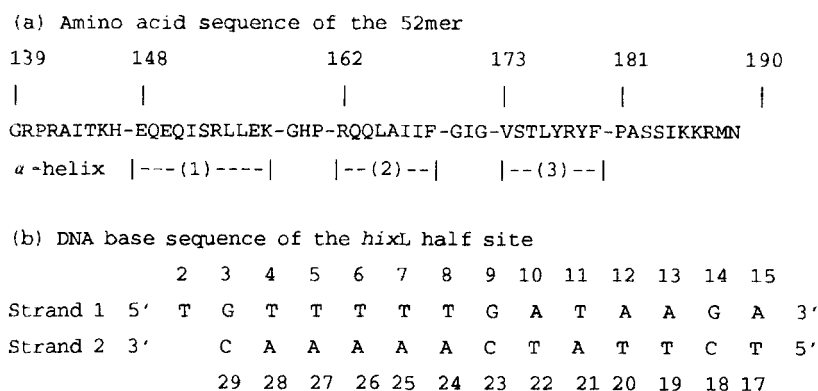 (a) Amino acid sequence of the 52mer
139 148 162 173 181 190
| | | | | |
GRPRAITKH-EQEQISRLLEK-GHP-RQQLAIIF-GIG-VSTLYRYF-PASSIKKRMN
α-helix |---(1)----| |--(2)--| |--(3)--|
(b) DNA base sequence of the hixL half site
2 3 4 5 6 7 8 9 10 11 12 13 14 15
Strand 1 5' T G T T T T T G A T A A G A 3'
Strand 2 3' C A A A A A C T A T T C T 5'
29 28 27 26 25 24 23 22 21 20 19 18 17